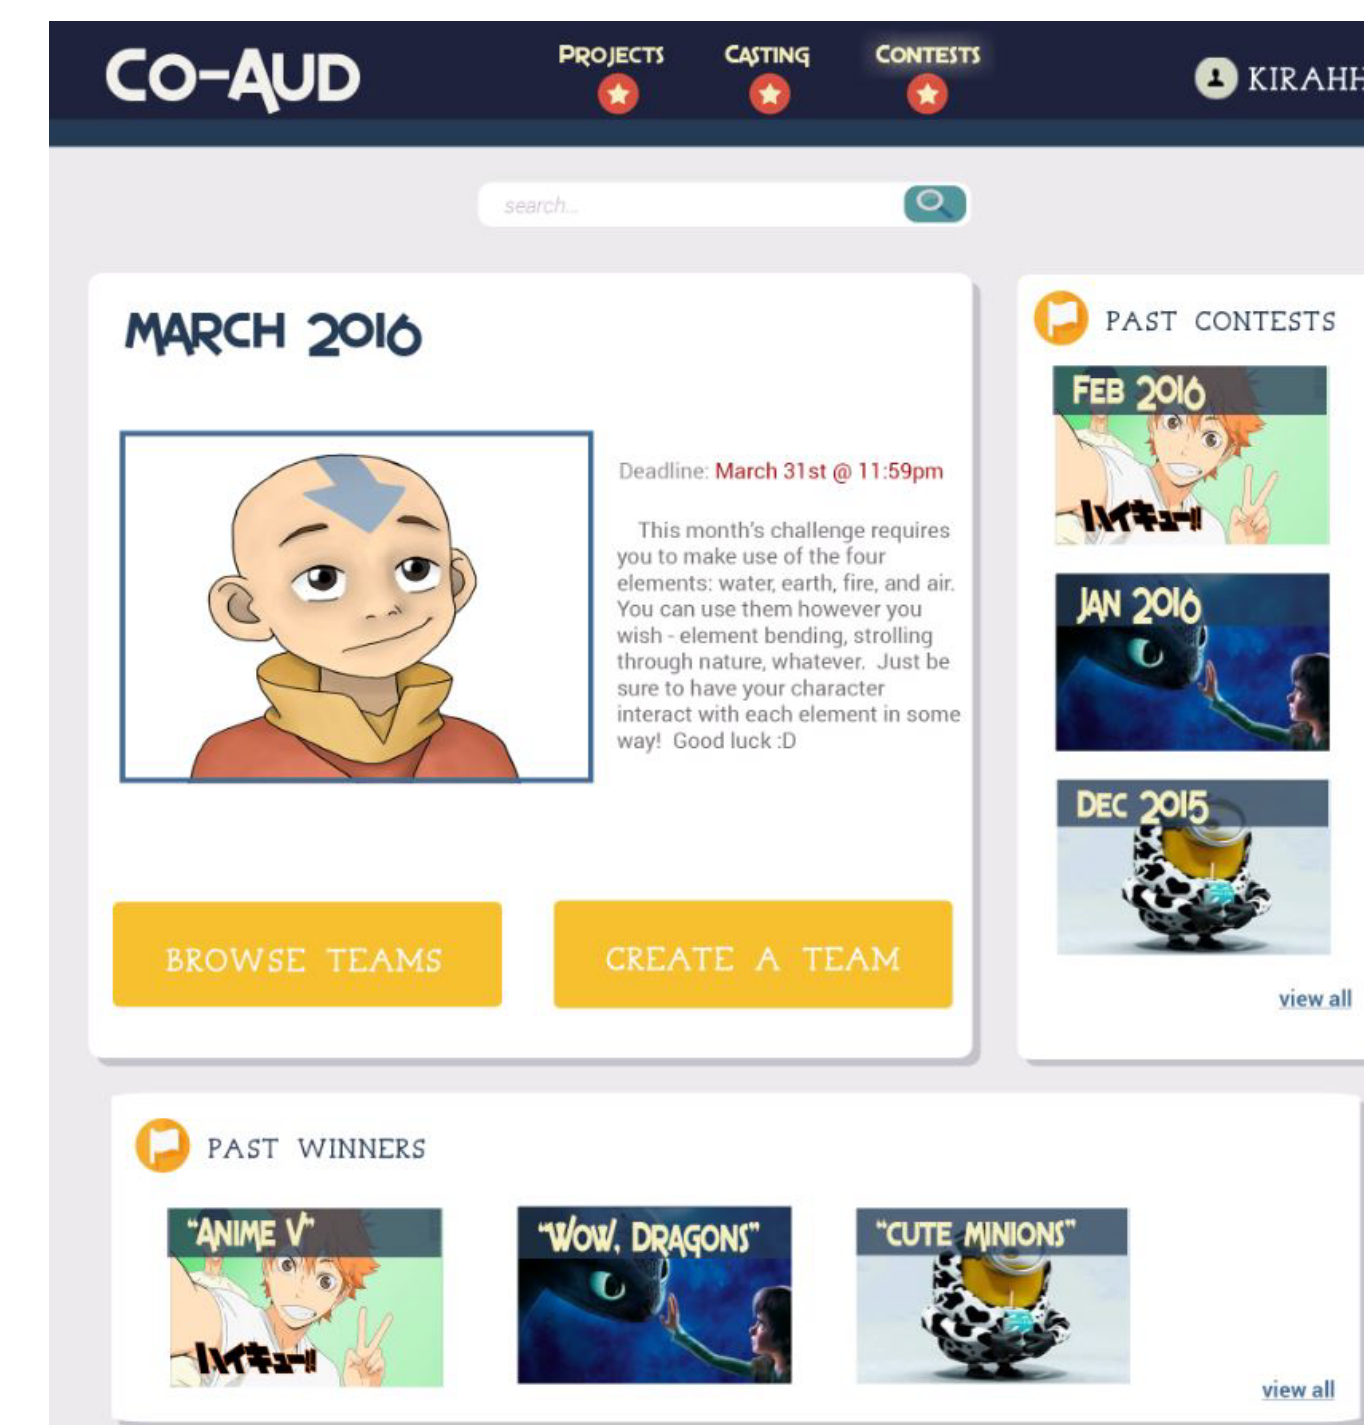 Co-Aud
Projects
Casting
Contests
KIRAHH
search...
March 2016
Deadline: March 31st @ 11:59pm
This month's challenge requires
you to make use of the four
elements: water, earth, fire, and air.
You can use them however you
wish - element bending, strolling
through nature, whatever. Just be
sure to have your character
interact with each element in some
way! Good luck :D
BROWSE TEAMS
CREATE A TEAM
PAST CONTESTS
Feb 2016
ハイキュー!!
Jan 2016
Dec 2015
view all
PAST WINNERS
"Anime V"
ハイキュー!!
"Wow, Dragons"
"cute minions"
view all